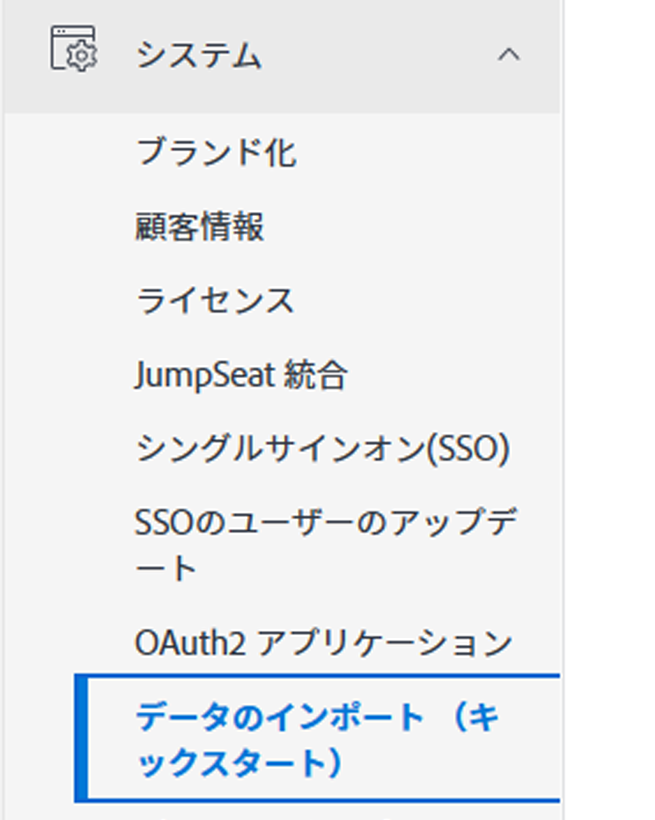 システム
ブランド化
顧客情報
ライセンス
JumpSeat 統合
シングルサインオン(SSO)
SSOのユーザーのアップデ
ート
OAuth2 アプリケーション
データのインポート （キ
ックスタート）